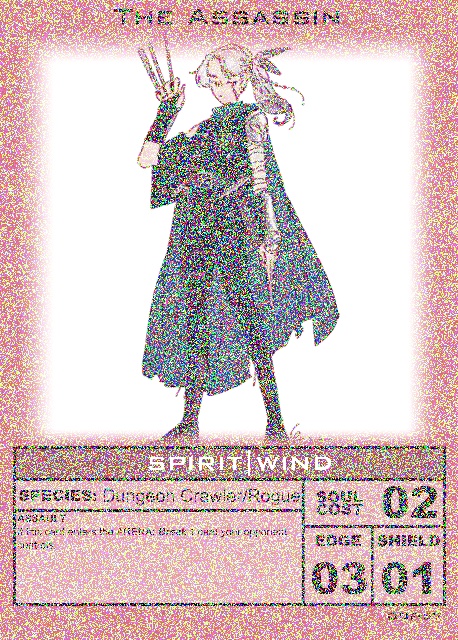 The Assassin
SPIRIT|WIND
SPECIES: Dungeon Crawler/Rogue
SOUL COST 02
ASSAULT
this card enters the ARENA: Break 1 card your opponent
controls.
EDGE SHIELD
03 01